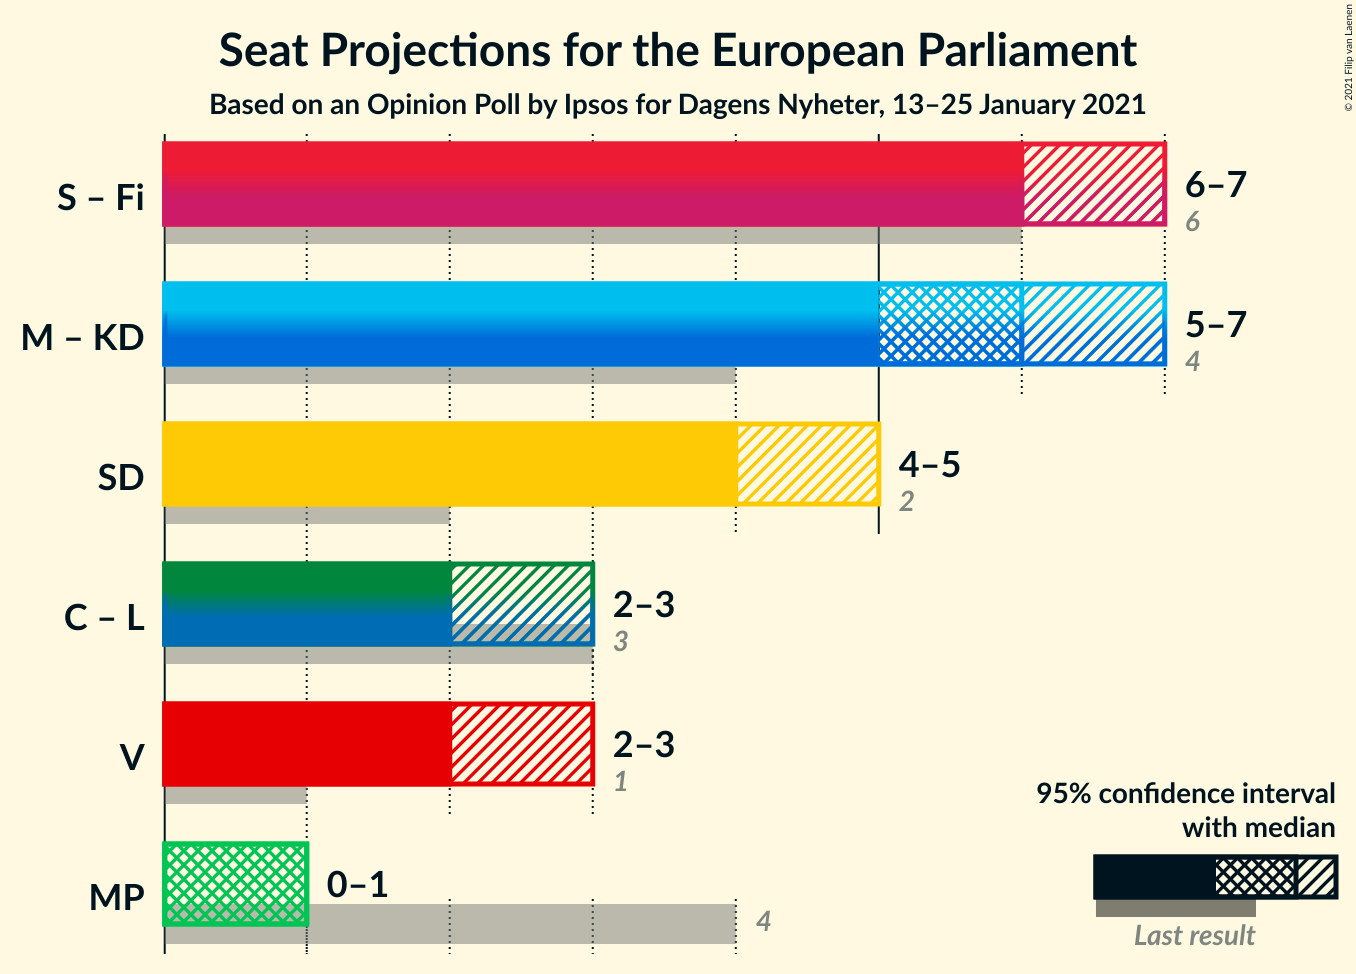 Seat Projections for the European Parliament
Based on an Opinion Poll by Ipsos for Dagens Nyheter, 13–25 January 2021
© 2021 Filip van Laenen
S – Fi
6–7
6
M – KD
5–7
4
SD
4–5
2
C – L
2–3
3
V
2–3
1
MP
0–1
4
95% confidence interval
with median
Last result